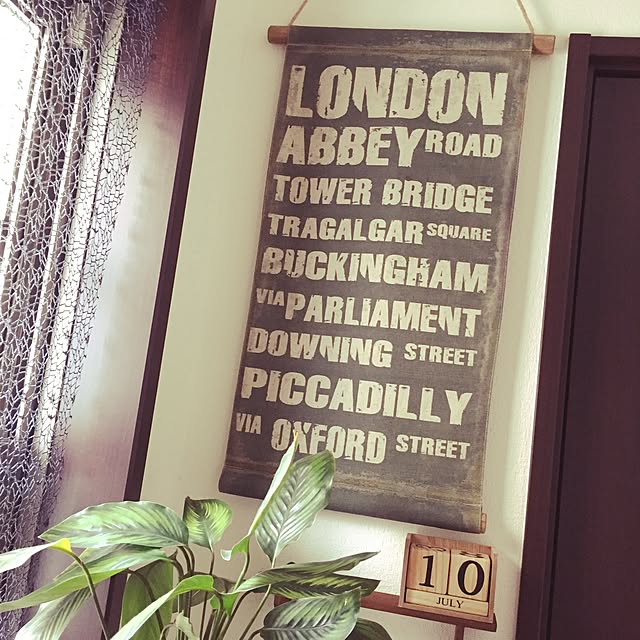 LONDON
ABBEY ROAD
TOWER BRIDGE
TRAGALGAR SQUARE
BUCKINGHAM
VIA PARLIAMENT
DOWNING STREET
PICCADILLY
VIA OXFORD STREET
10
JULY